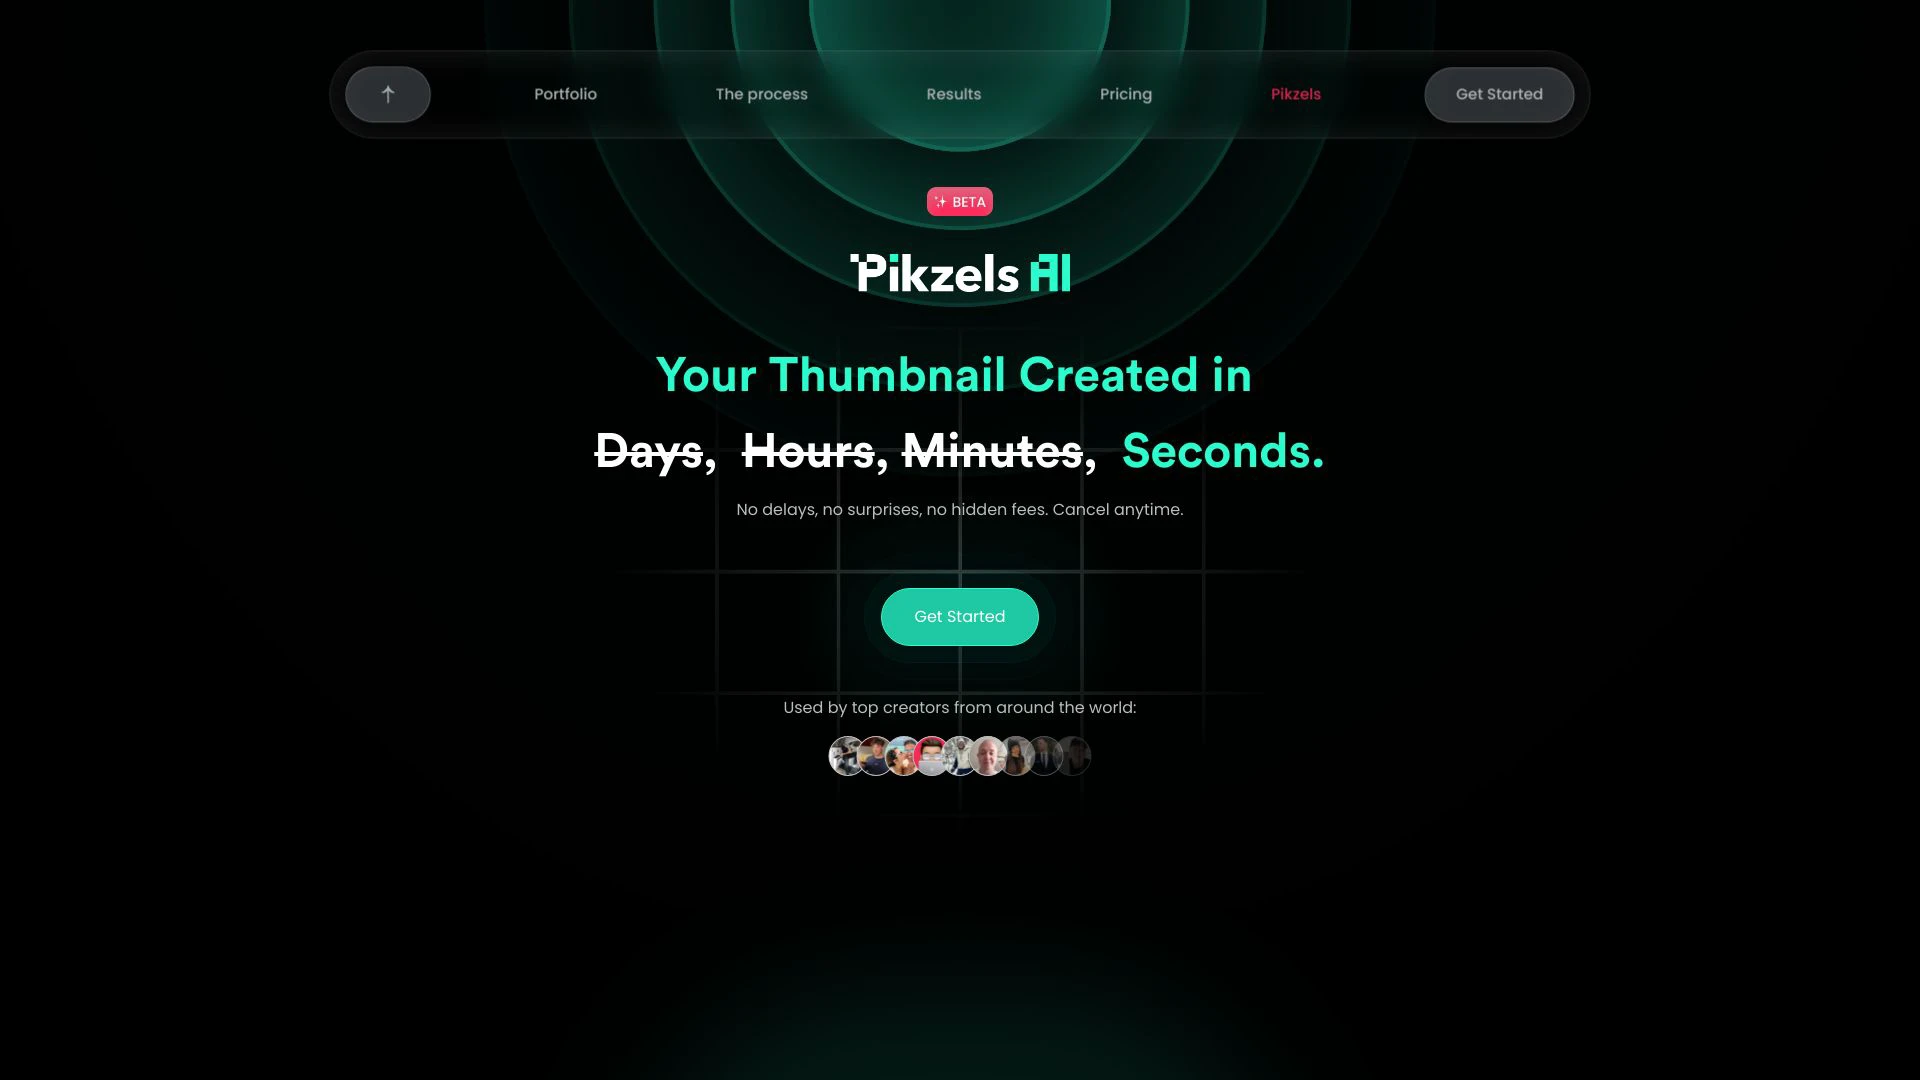 Portfolio
The process
Results
Pricing
Pikzels
Get Started
BETA
Pikzels AI
Your Thumbnail Created in
Days, Hours, Minutes, Seconds.
No delays, no surprises, no hidden fees. Cancel anytime.
Get Started
Used by top creators from around the world: